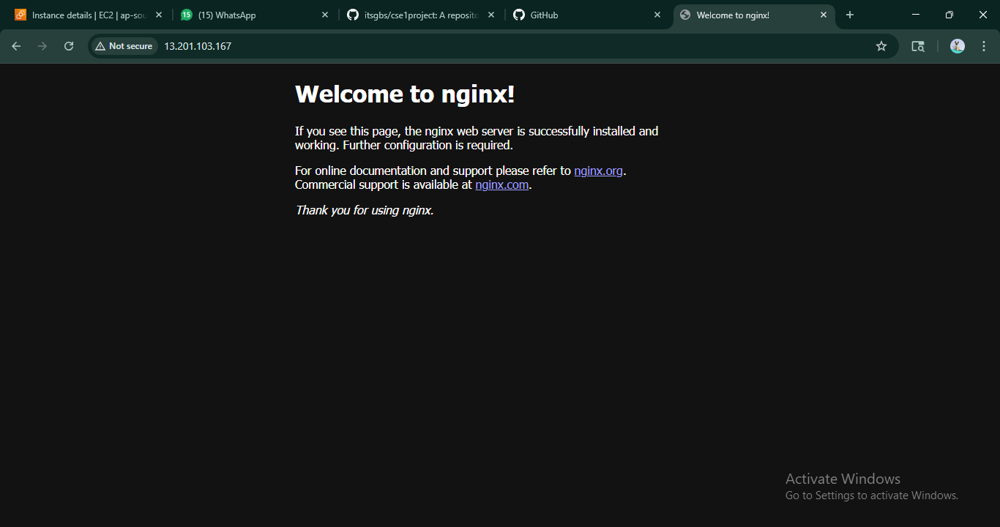 Instance details | EC2 | ap-sou
15
(15) WhatsApp
itsgbs/cse1project: A reposito
GitHub
Welcome to nginx!
Not secure
13.201.103.167
Welcome to nginx!
If you see this page, the nginx web server is successfully installed and
working. Further configuration is required.
For online documentation and support please refer to nginx.org.
Commercial support is available at nginx.com.
Thank you for using nginx.
Activate Windows
Go to Settings to activate Windows.